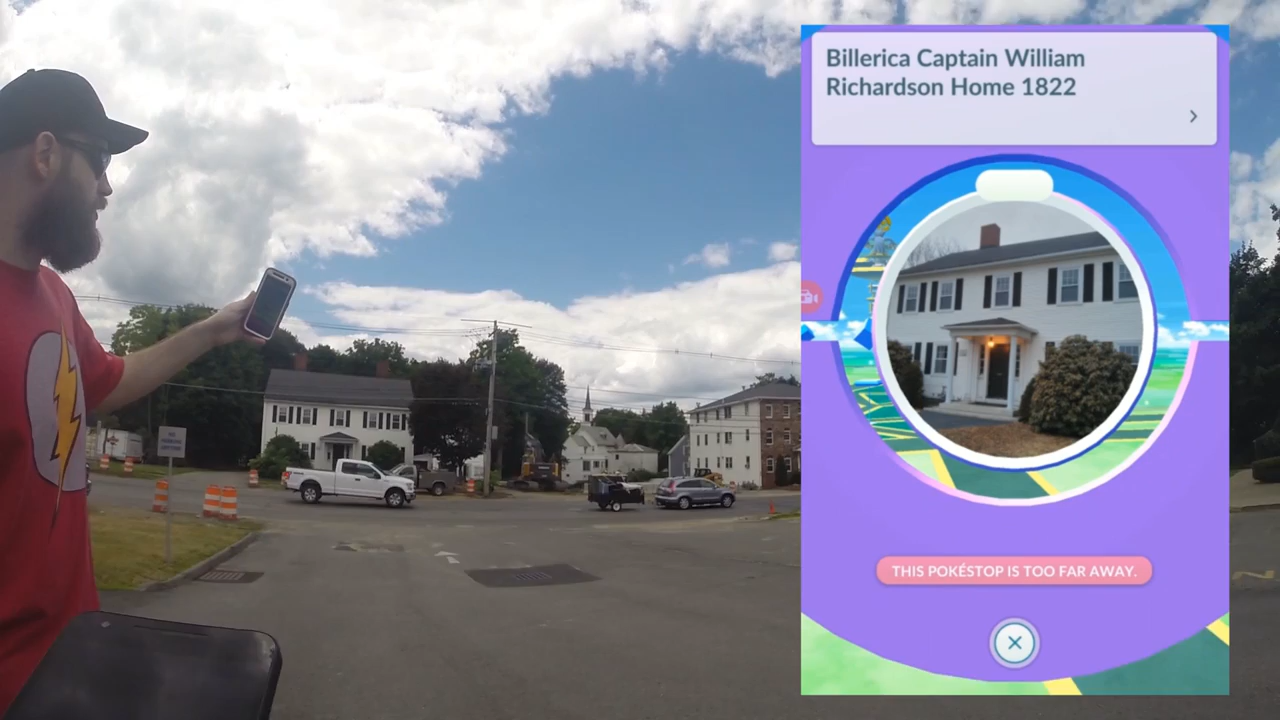 Billerica Captain William
Richardson Home 1822
THIS POKÉSTOP IS TOO FAR AWAY.